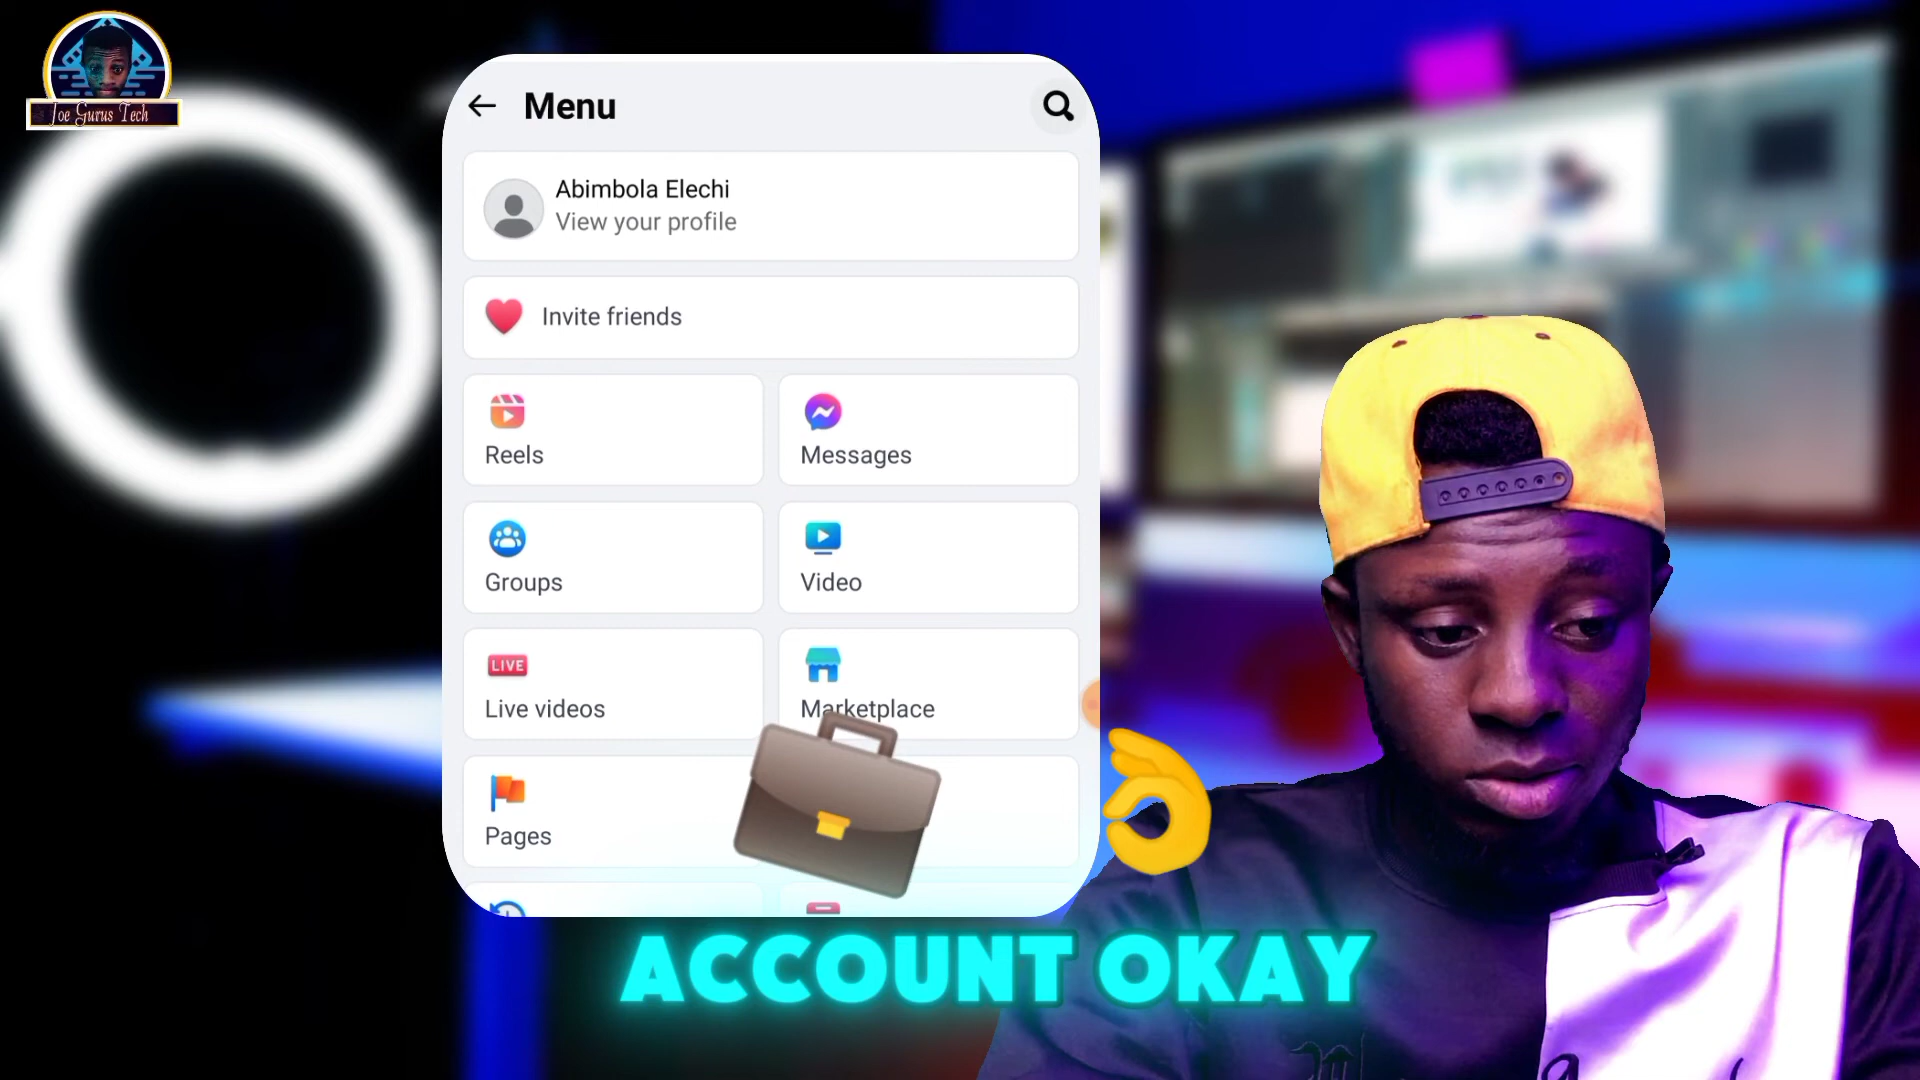 Joe Gurus Tech
Menu
Abimbola Elechi
View your profile
Invite friends
Reels
Messages
Groups
Video
LIVE
Live videos
Marketplace
Pages
ACCOUNT OKAY